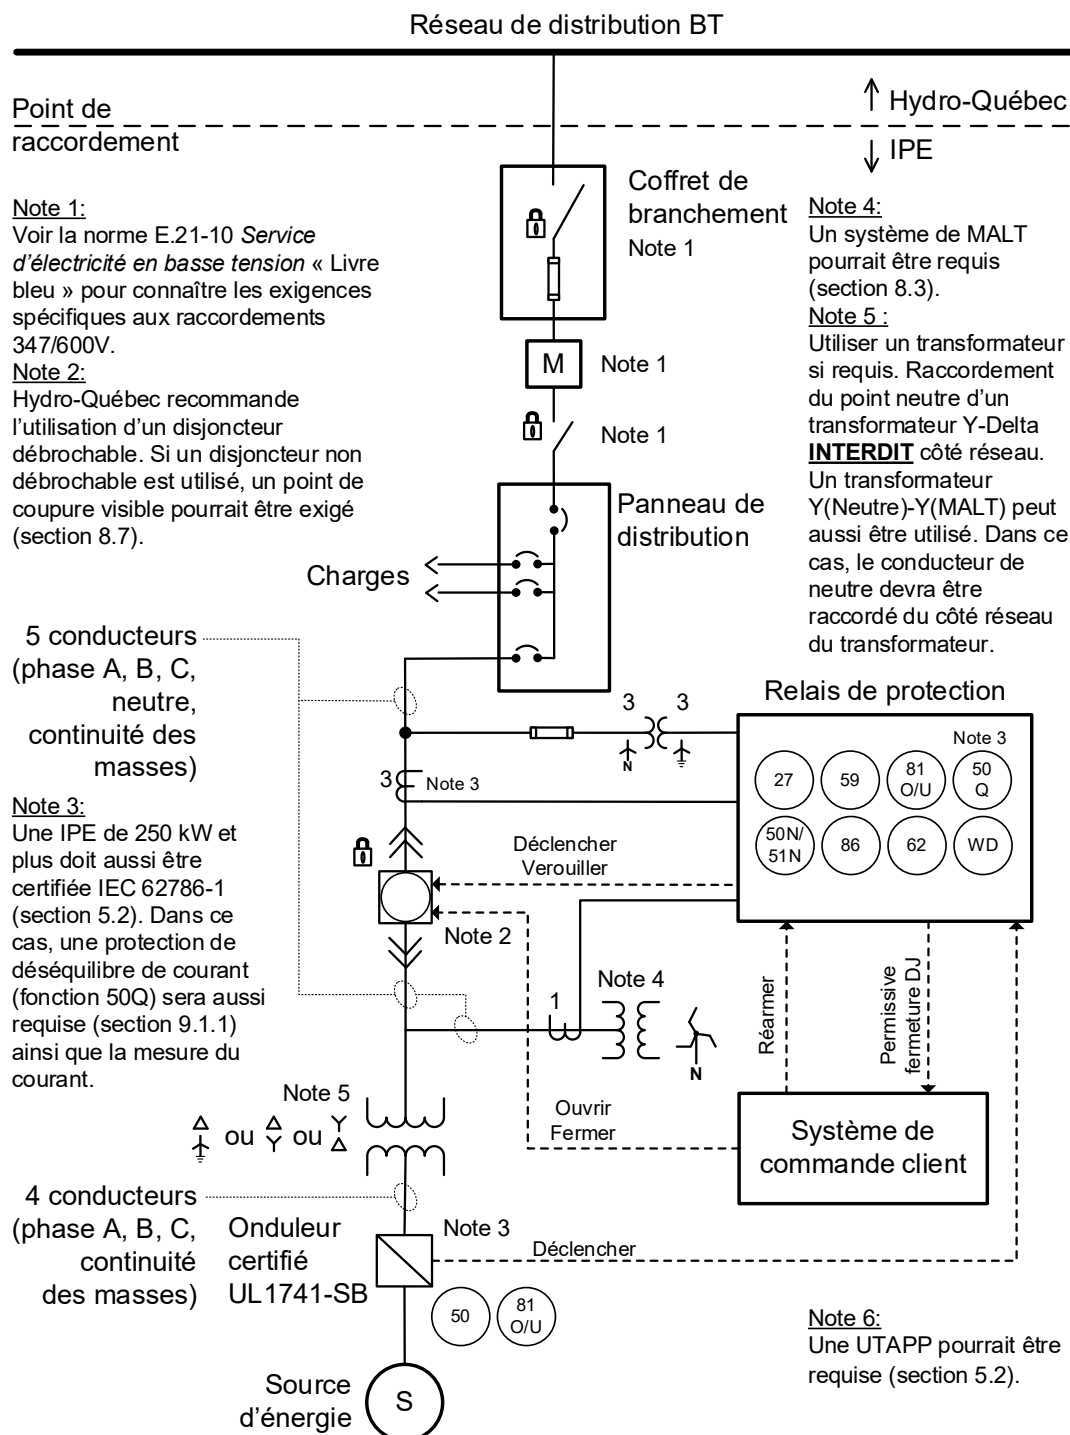 Réseau de distribution BT
Point de
raccordement
Hydro-Québec
IPE
Note 1:
Voir la norme E.21-10 Service
d'électricité en basse tension « Livre
bleu » pour connaître les exigences
spécifiques aux raccordements
347/600V.
Note 2:
Hydro-Québec recommande
l'utilisation d'un disjoncteur
débrochable. Si un disjoncteur non
débrochable est utilisé, un point de
coupure visible pourrait être exigé
(section 8.7).
Coffret de
branchement
Note 1
M
Note 1
Note 1
Note 4:
Un système de MALT
pourrait être requis
(section 8.3).
Note 5 :
Utiliser un transformateur
si requis. Raccordement
du point neutre d'un
transformateur Y-Delta
INTERDIT côté réseau.
Un transformateur
Y(Neutre)-Y(MALT) peut
aussi être utilisé. Dans ce
cas, le conducteur de
neutre devra être
raccordé du côté réseau
du transformateur.
Panneau de
distribution
Charges
5 conducteurs
(phase A, B, C,
neutre,
continuité des
masses)
Relais de protection
3 3
N
Note 3
27
59
81
O/U
50
Q
50N/
51N
86
62
WD
3
Note 3
Note 3:
Une IPE de 250 kW et
plus doit aussi être
certifiée IEC 62786-1
(section 5.2). Dans ce
cas, une protection de
déséquilibre de courant
(fonction 50Q) sera aussi
requise (section 9.1.1)
ainsi que la mesure du
courant.
Déclencher
Verouiller
Note 2
1
Note 4
N
Réarmer
Permissive
fermeture DJ
Note 5
ou
ou
Ouvrir
Fermer
Système de
commande client
4 conducteurs
(phase A, B, C,
continuité
des masses)
Onduleur
certifié
UL1741-SB
Note 3
Déclencher
50
81
O/U
Source
d'énergie
S
Note 6:
Une UTAPP pourrait être
requise (section 5.2).